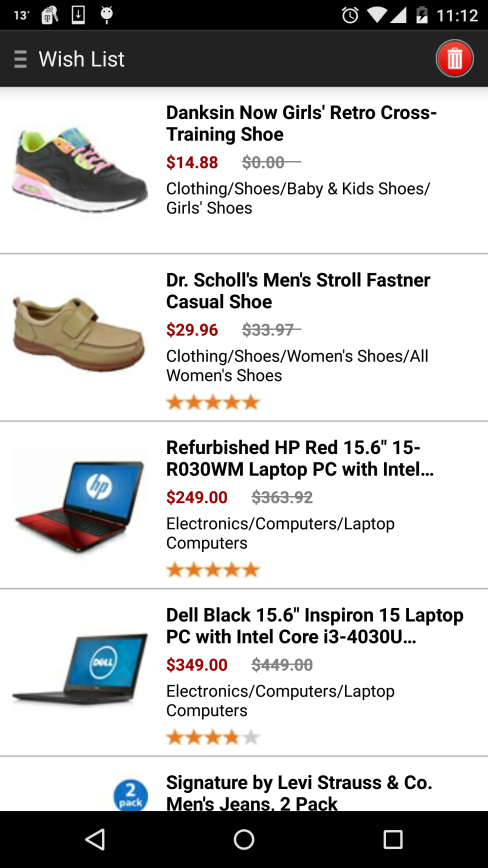 13°
11:12
Wish List
Danksin Now Girls' Retro Cross-
Training Shoe
$14.88 $0.00
Clothing/Shoes/Baby & Kids Shoes/
Girls' Shoes
Dr. Scholl's Men's Stroll Fastner
Casual Shoe
$29.96 $33.97
Clothing/Shoes/Women's Shoes/All
Women's Shoes
hp
Refurbished HP Red 15.6" 15-
R030WM Laptop PC with Intel…
$249.00 $363.92
Electronics/Computers/Laptop
Computers
DELL
Dell Black 15.6" Inspiron 15 Laptop
PC with Intel Core i3-4030U…
$349.00 $449.00
Electronics/Computers/Laptop
Computers
2
pack
Signature by Levi Strauss & Co.
Men's Jeans, 2 Pack